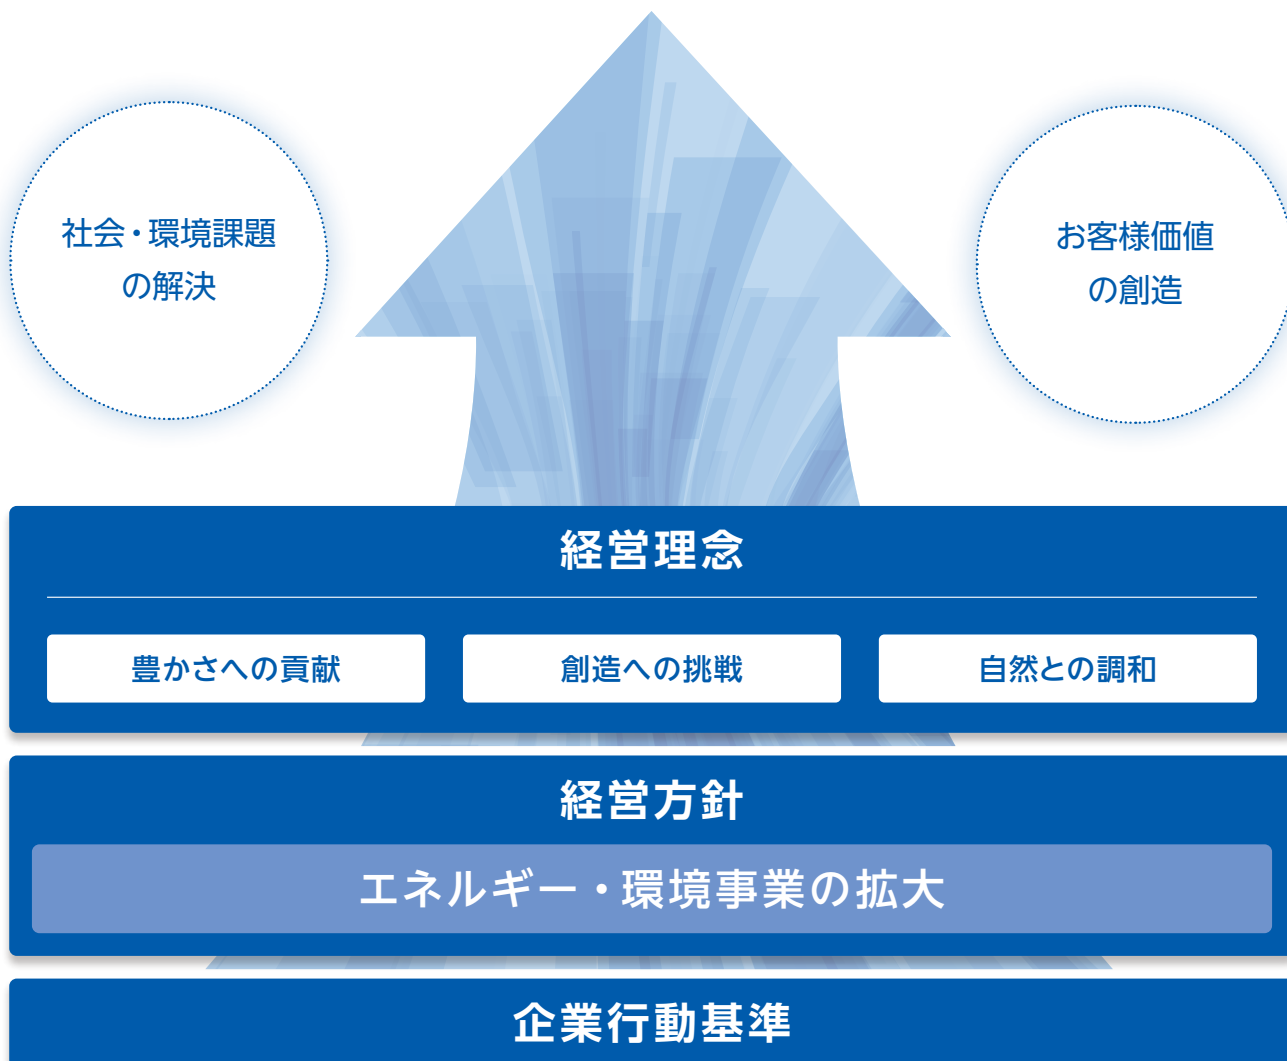 社会・環境課題
の解決
お客様価値
の創造
経営理念
豊かさへの貢献
創造への挑戦
自然との調和
経営方針
エネルギー・環境事業の拡大
企業行動基準